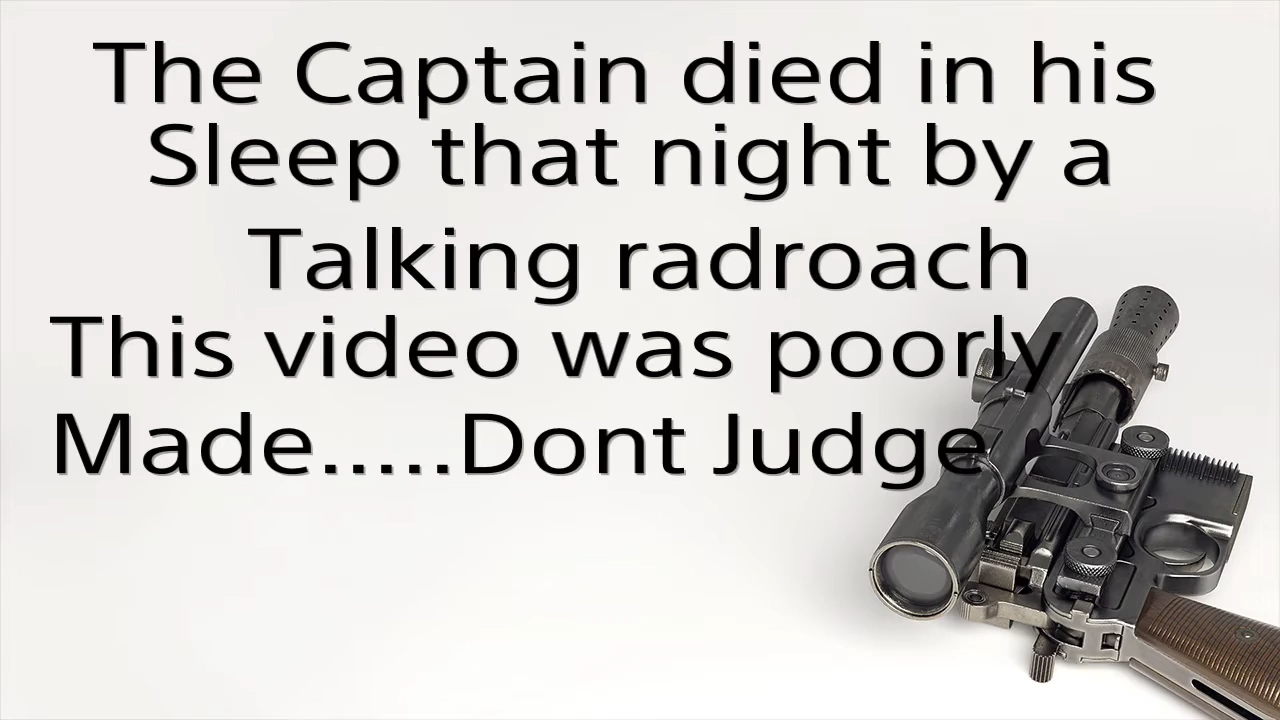 The Captain died in his
Sleep that night by a
Talking radroach
This video was poorly
Made.....Dont Judge